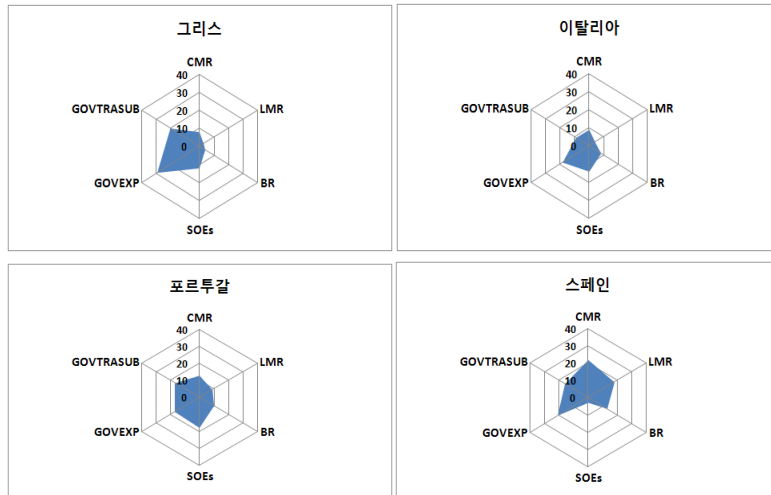 그리스
CMR
40
30
20
10
0
GOVTRASUB
LMR
GOVEXP
BR
SOEs
이탈리아
CMR
40
30
20
10
0
GOVTRASUB
LMR
GOVEXP
BR
SOEs
포르투갈
CMR
40
30
20
10
0
GOVTRASUB
LMR
GOVEXP
BR
SOEs
스페인
CMR
40
30
20
10
0
GOVTRASUB
LMR
GOVEXP
BR
SOEs